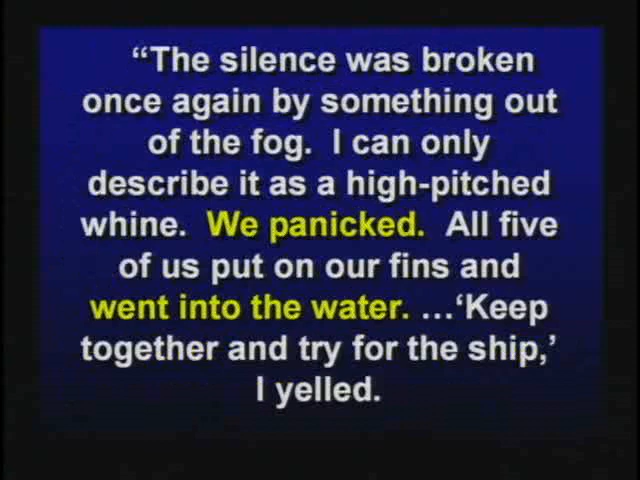 “The silence was broken
once again by something out
of the fog.  I can only
describe it as a high-pitched
whine.  We panicked.  All five
of us put on our fins and
went into the water. …‘Keep
together and try for the ship,’
I yelled.